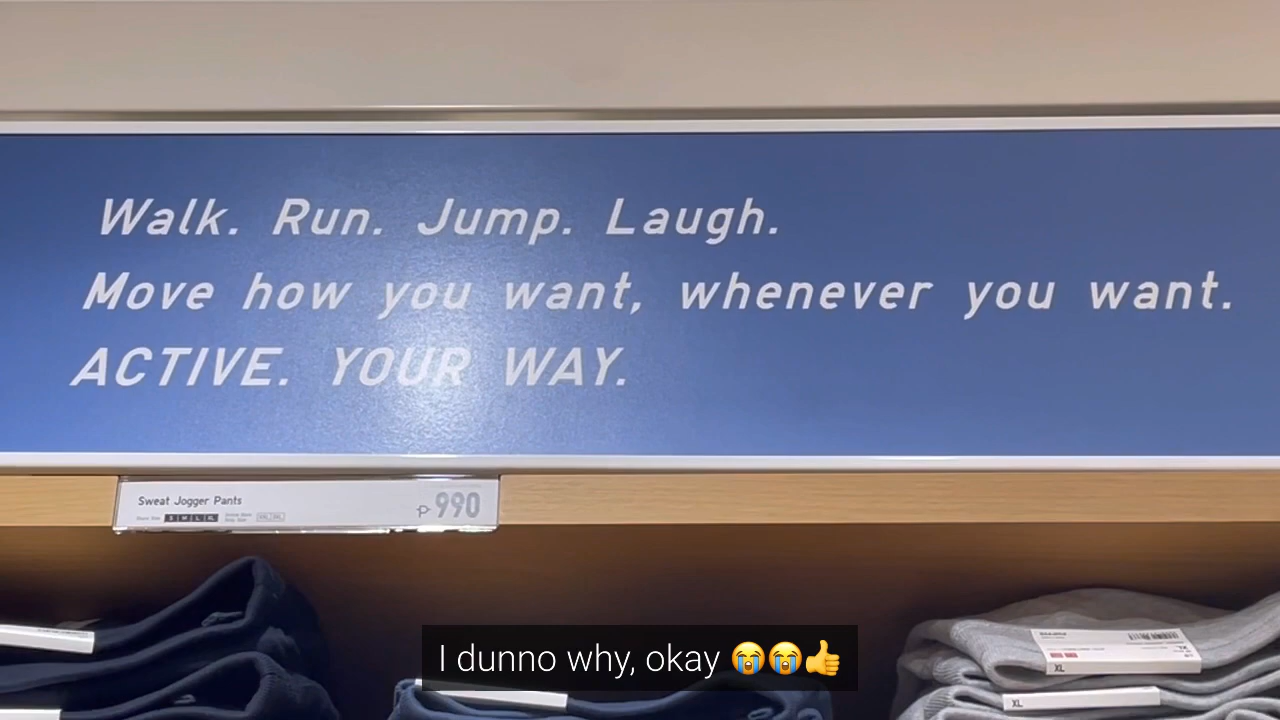 Walk. Run. Jump. Laugh.
Move how you want, whenever you want.
ACTIVE. YOUR WAY.
Sweat Jogger Pants
₱990
S M L XL
I dunno why, okay 😭😭👍
XL
XL